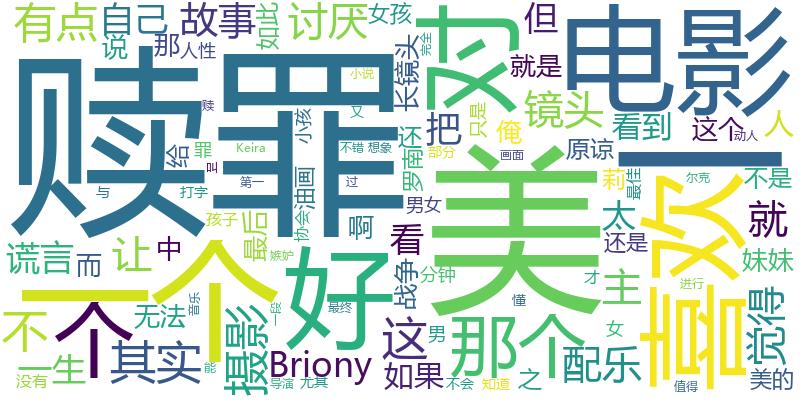 有点
自己
故事
如此
讨厌
女孩
对
但
电影
说
那
人性
完全
长镜头
就是
赎罪
小说
赎
又
小孩
把
只是
俺
镜头
看到
这个
动人
人
给
罪
Keira
不错
想象
还
部分
原谅
一
叫
第一
油画
罗南
画面
莉
最佳
尔克
不是
与
打字
过
协会
男女
美
太
喜欢
就
孩子
最后
啊
看
还是
谎言
而
让
中
一个
嫉妒
好
战争
分钟
才
主
进行
妹妹
不
无法
音乐
摄影
一段
最终
这
男
那个
懂
女
觉得
一生
个
其实
能
Briony
如果
配乐
没有
导演
尤其
不会
知道
之
值得
美的